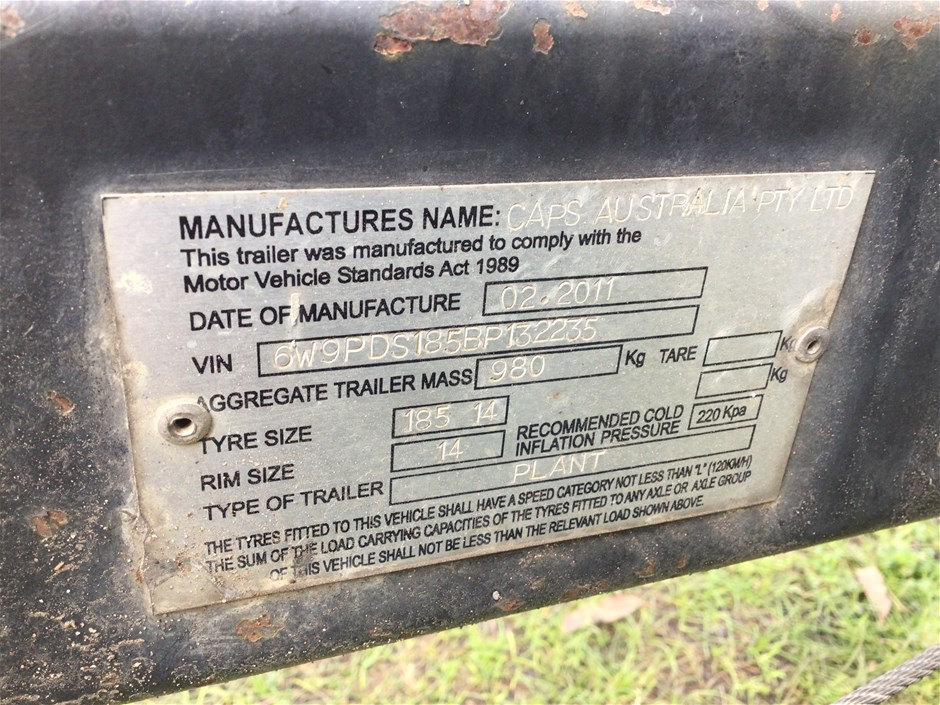 MANUFACTURES NAME: CAPS AUSTRALIA PTY LTD
This trailer was manufactured to comply with the
Motor Vehicle Standards Act 1989
DATE OF MANUFACTURE 02.2011
VIN 6W9PDS185BP132235
AGGREGATE TRAILER MASS 980 Kg TARE Kg
Kg
TYRE SIZE 185 14 RECOMMENDED COLD
INFLATION PRESSURE 220 Kpa
RIM SIZE 14
TYPE OF TRAILER PLANT
THE TYRES FITTED TO THIS VEHICLE SHALL HAVE A SPEED CATEGORY NOT LESS THAN "L" (120KM/H)
THE SUM OF THE LOAD CARRYING CAPACITIES OF THE TYRES FITTED TO ANY AXLE OR AXLE GROUP
OF THIS VEHICLE SHALL NOT BE LESS THAN THE RELEVANT LOAD SHOWN ABOVE.